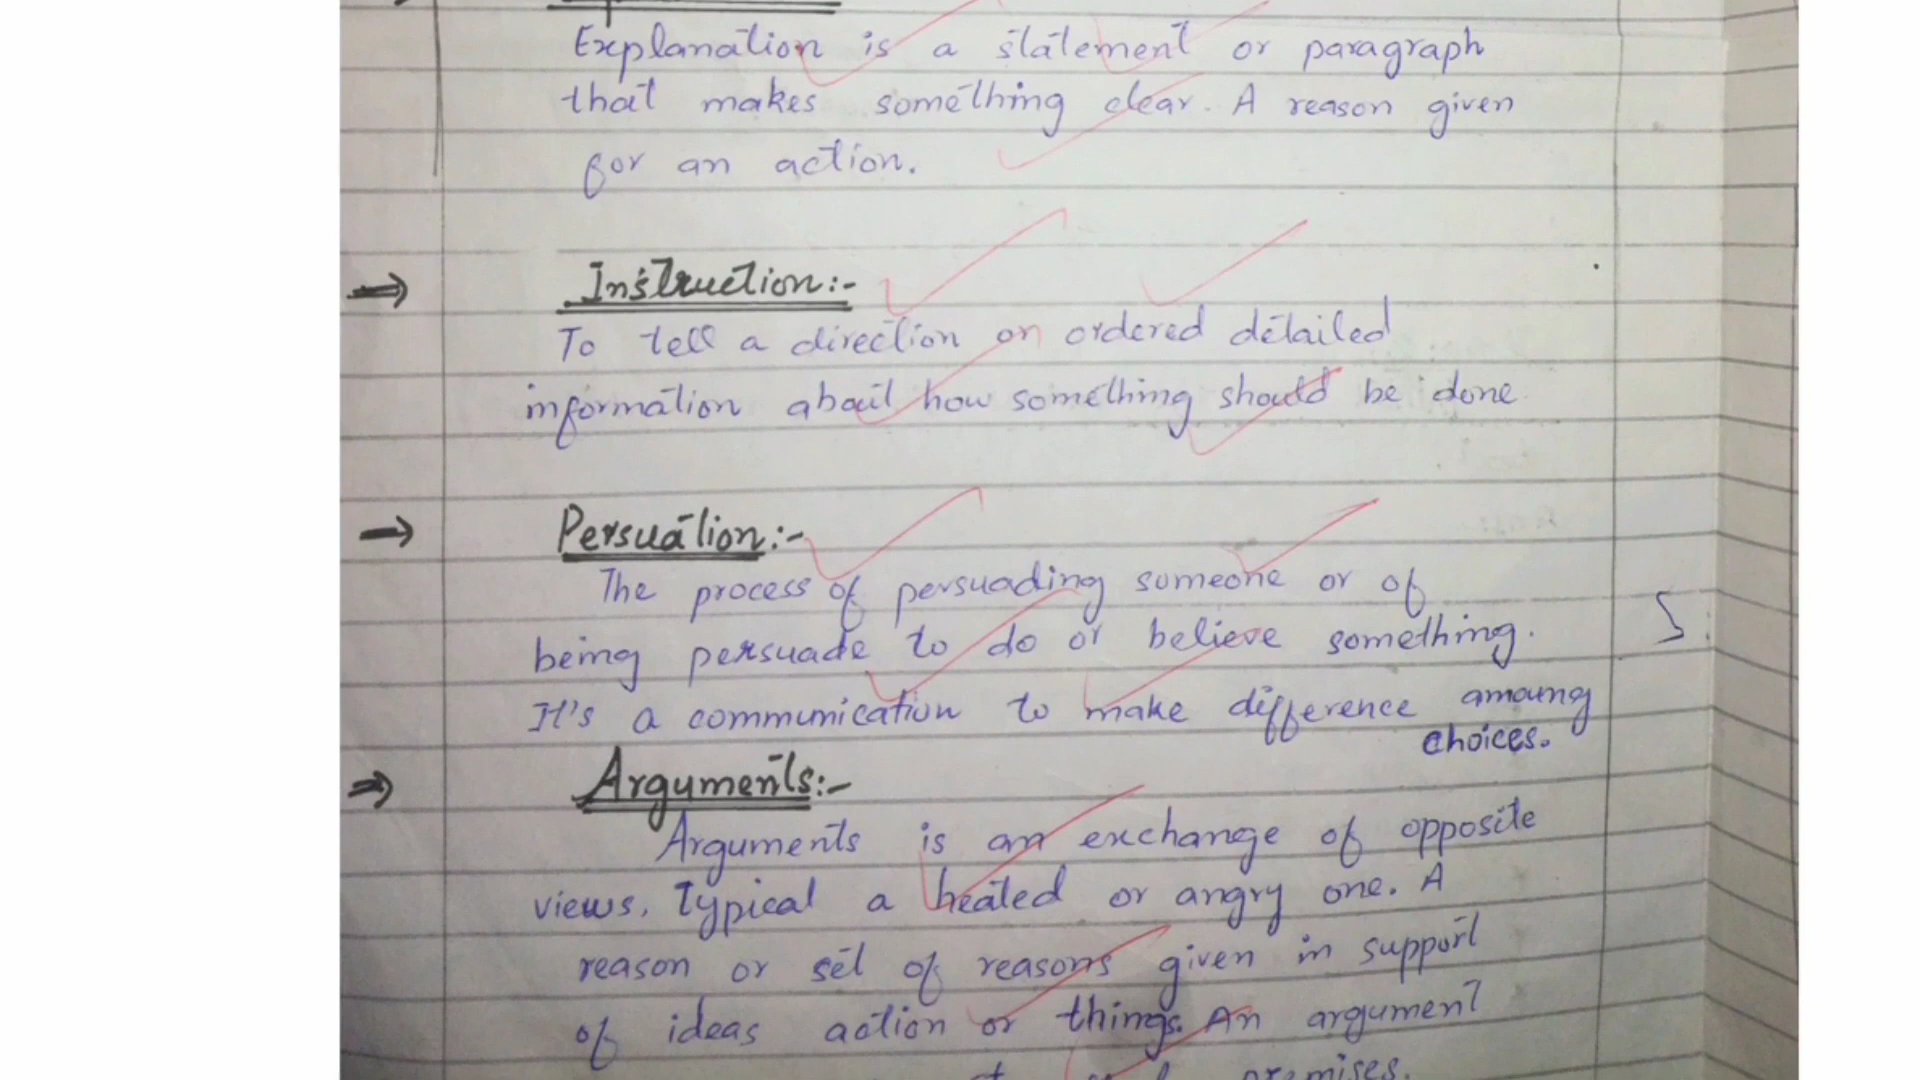 Explanation is a statement or paragraph
that makes something clear. A reason given
for an action.
⇒ Instruction:-
To tell a direction or ordered detailed
information about how something should be done
→ Persuation:-
The process of persuading someone or of
being persuade to do or believe something.
It's a communication to make difference amoung
choices.
⇒ Arguments:-
Arguments is an exchange of opposite
views, Typical a heated or angry one. A
reason or set of reasons given in support
of ideas action or things. An argument
premises.